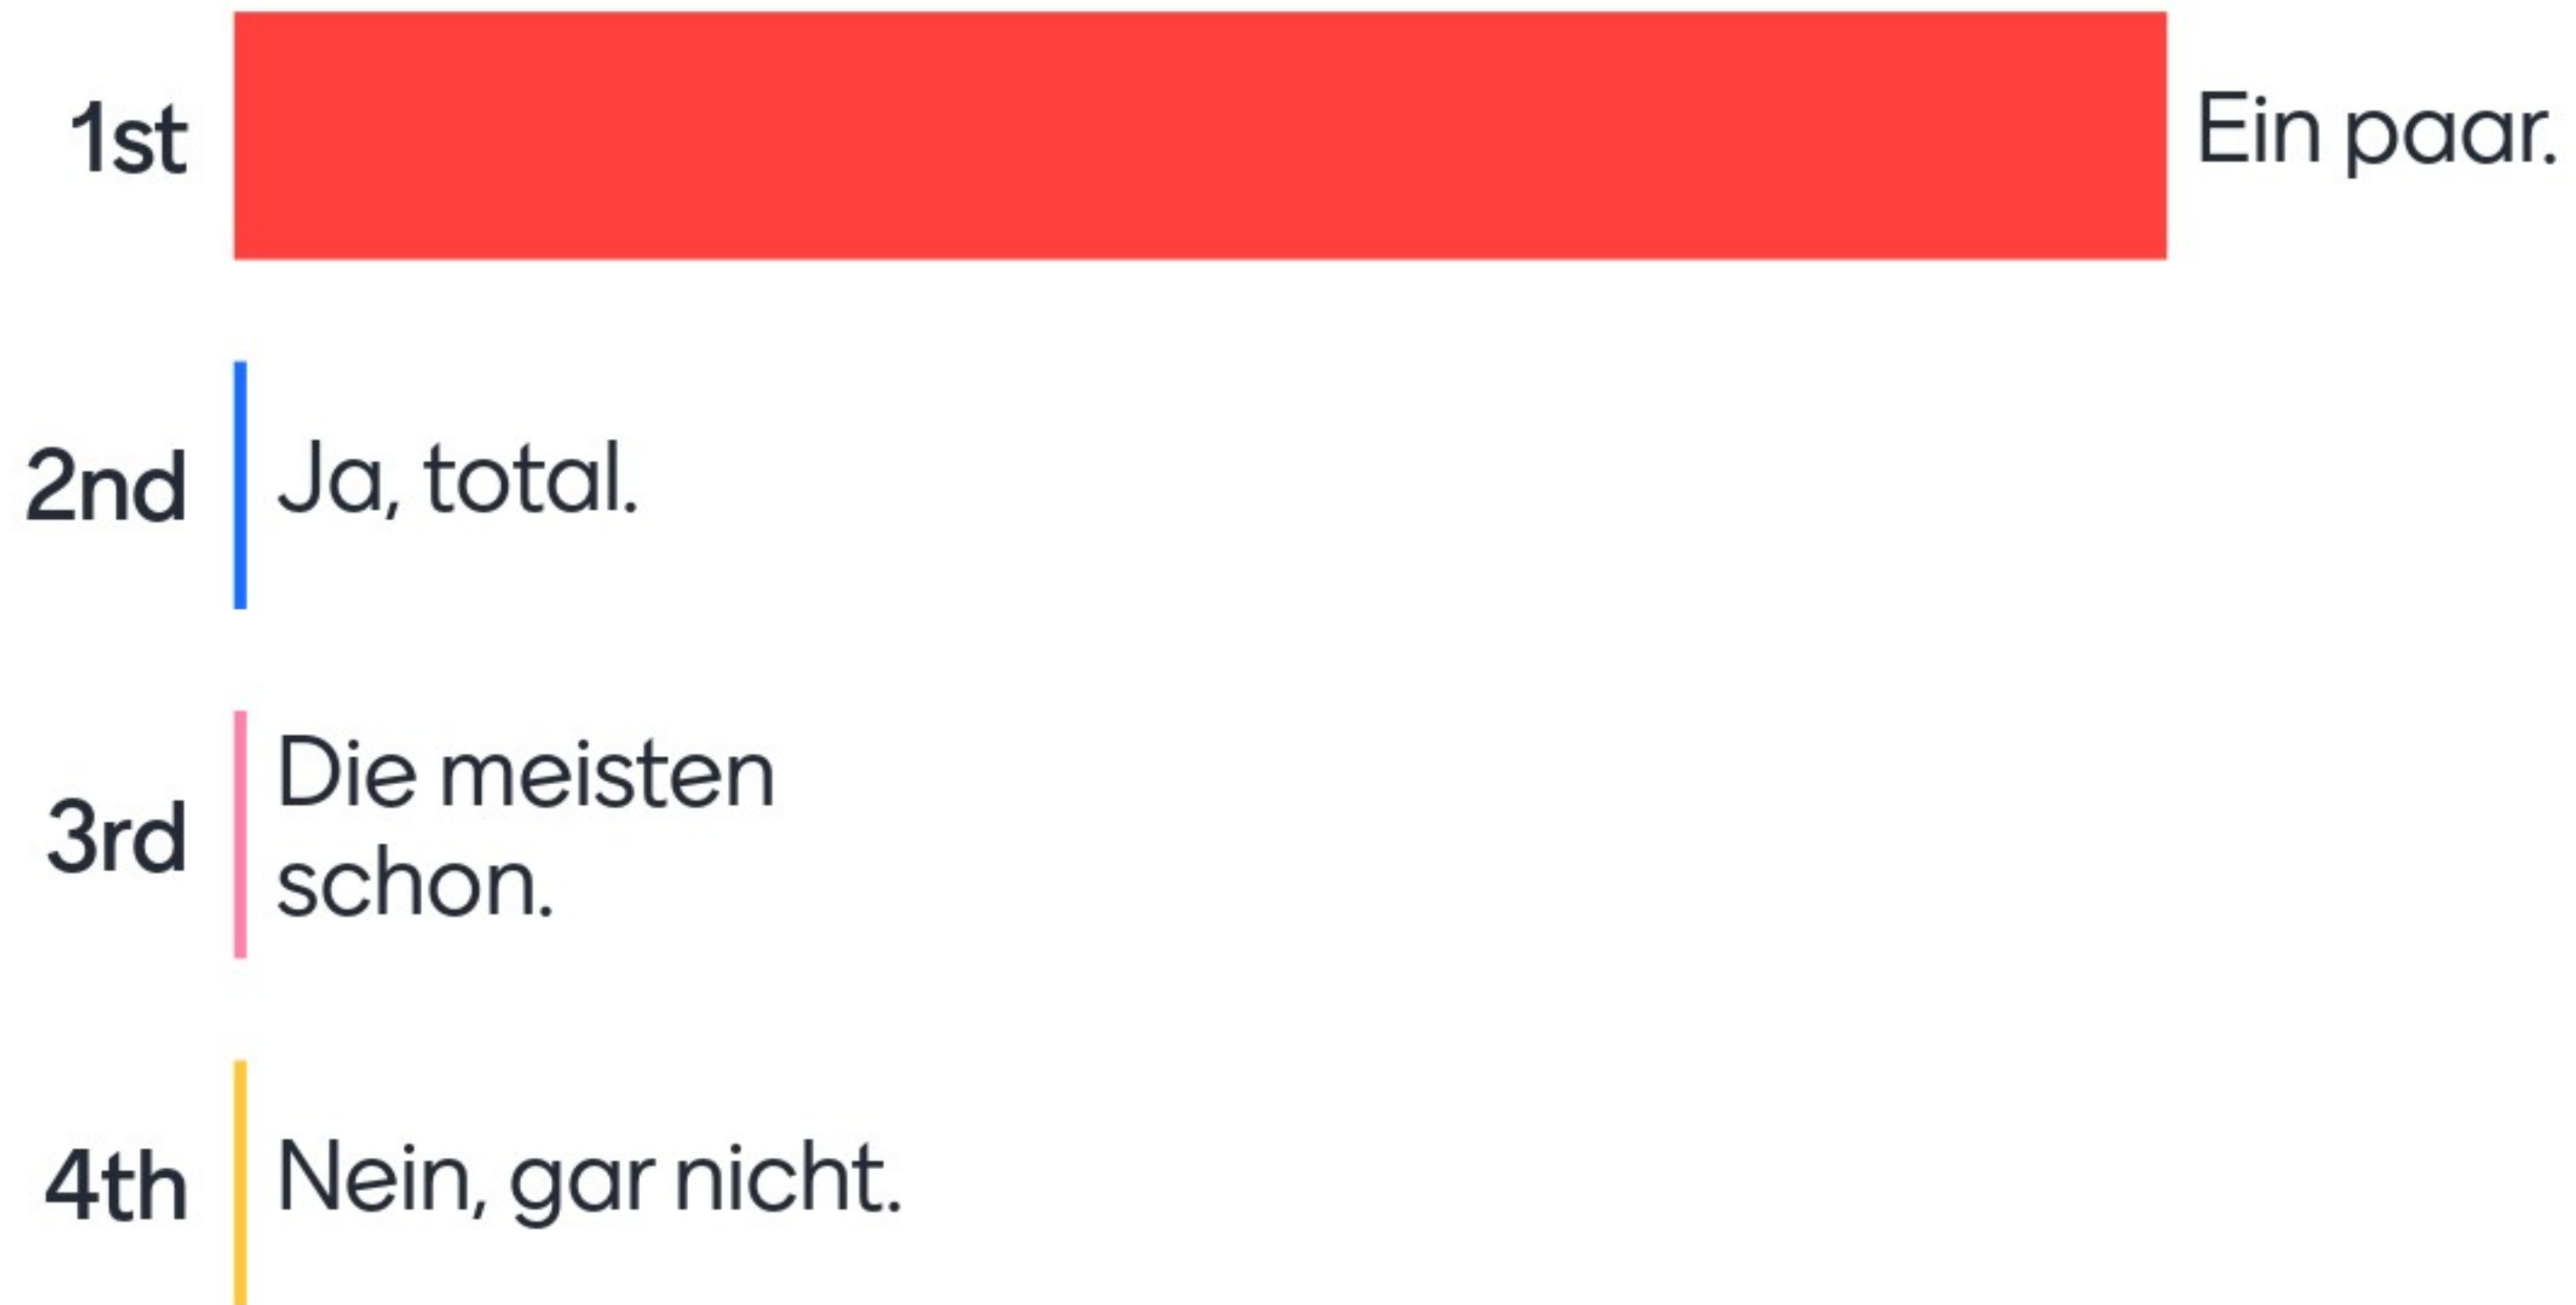 1st Ein paar.
2nd Ja, total.
3rd Die meisten
schon.
4th Nein, gar nicht.